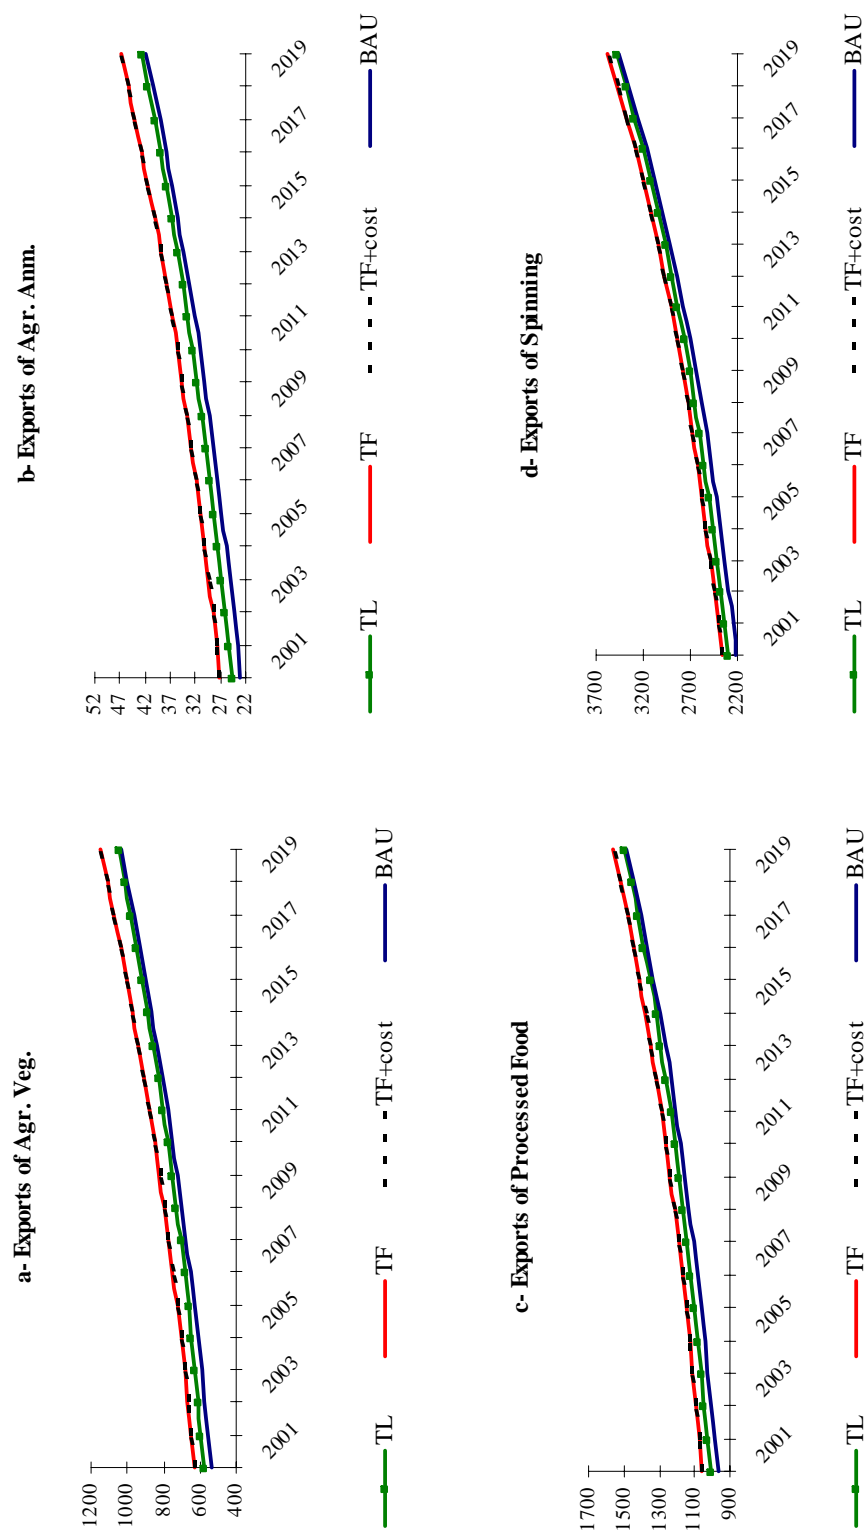 a- Exports of Agr. Veg.
1200
1000
800
600
400
2001 2003 2005 2007 2009 2011 2013 2015 2017 2019
TL TF TF+cost BAU
b- Exports of Agr. Anm.
52
47
42
37
32
27
22
2001 2003 2005 2007 2009 2011 2013 2015 2017 2019
TL TF TF+cost BAU
c- Exports of Processed Food
1700
1500
1300
1100
900
2001 2003 2005 2007 2009 2011 2013 2015 2017 2019
TL TF TF+cost BAU
d- Exports of Spinning
3700
3200
2700
2200
2001 2003 2005 2007 2009 2011 2013 2015 2017 2019
TL TF TF+cost BAU